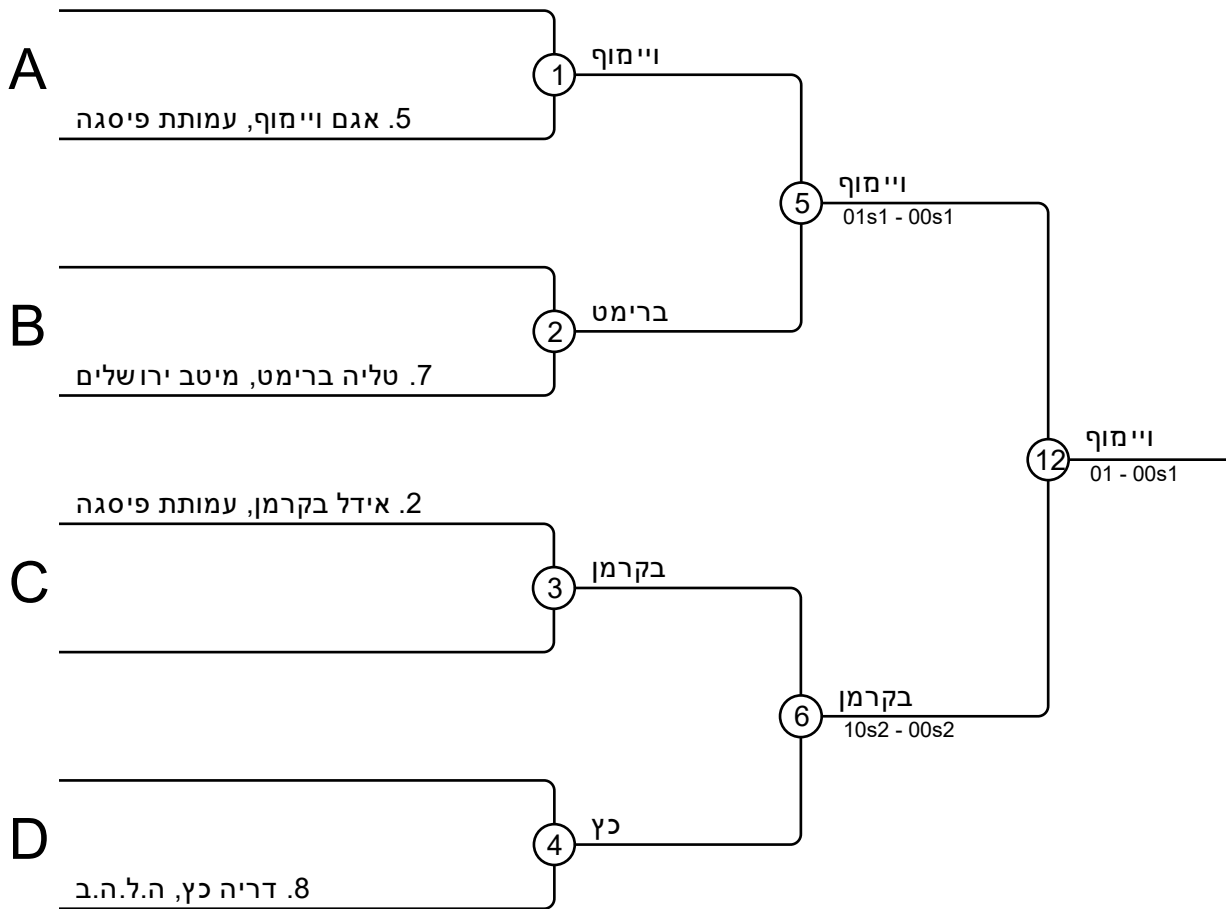 A
1
ויימוף
5. אגם ויימוף, עמותת פיסגה
5
ויימוף
01s1 - 00s1
B
2
ברימט
7. טליה ברימט, מיטב ירושלים
12
ויימוף
01 - 00s1
2. אידל בקרמן, עמותת פיסגה
C
3
בקרמן
6
בקרמן
10s2 - 00s2
D
4
כץ
8. דריה כץ, ה.ל.ה.ב